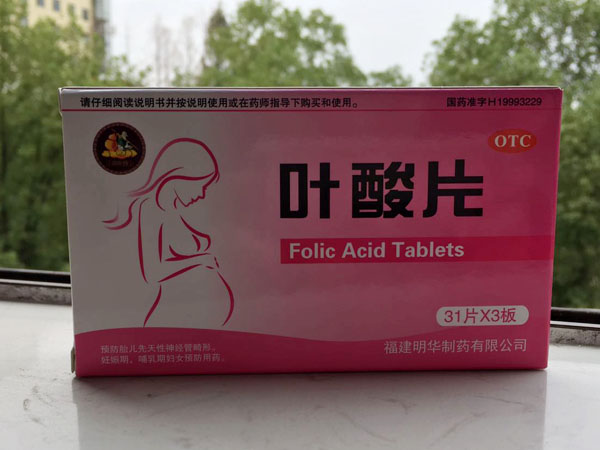 请仔细阅读说明书并按说明使用或在药师指导下购买和使用。
国药准字H19993229
OTC
叶酸片
Folic Acid Tablets
31片X3板
预防胎儿先天性神经管畸形。
妊娠期、哺乳期妇女预防用药。
福建明华制药有限公司